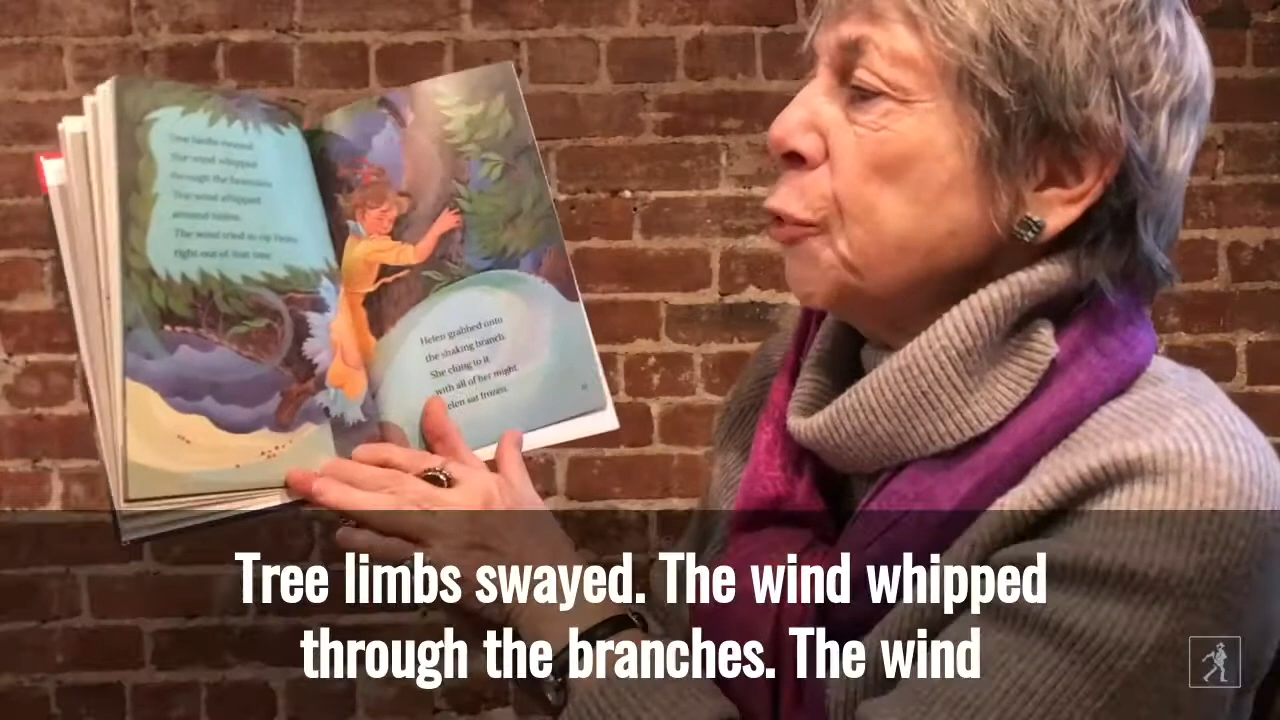 Tree limbs swayed.
The wind whipped
through the branches.
The wind whipped
around Helen.
The wind tried to rip Helen
right out of that tree.
Helen grabbed onto
the shaking branch.
She clung to it
with all of her might.
elen sat frozen.
Tree limbs swayed. The wind whipped
through the branches. The wind